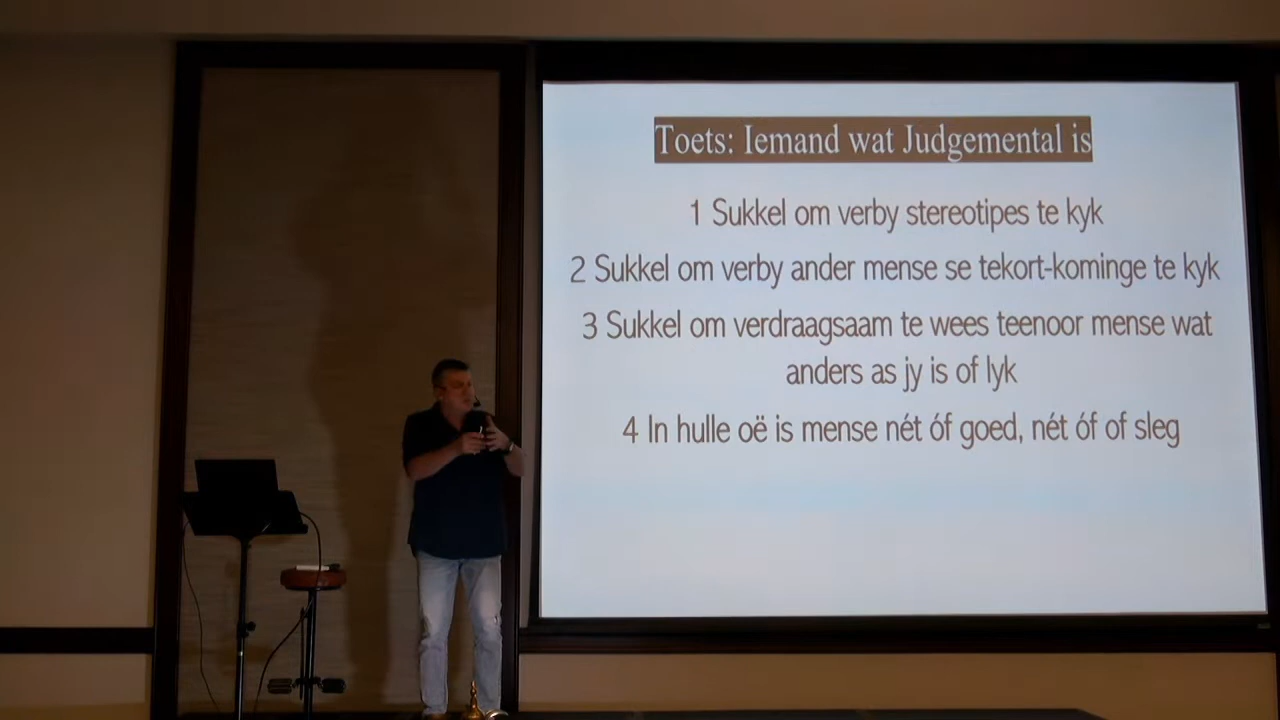 Toets: Iemand wat Judgemental is
1 Sukkel om verby stereotipes te kyk
2 Sukkel om verby ander mense se tekort-kominge te kyk
3 Sukkel om verdraagsaam te wees teenoor mense wat
anders as jy is of lyk
4 In hulle oë is mense nét óf goed, nét óf of sleg